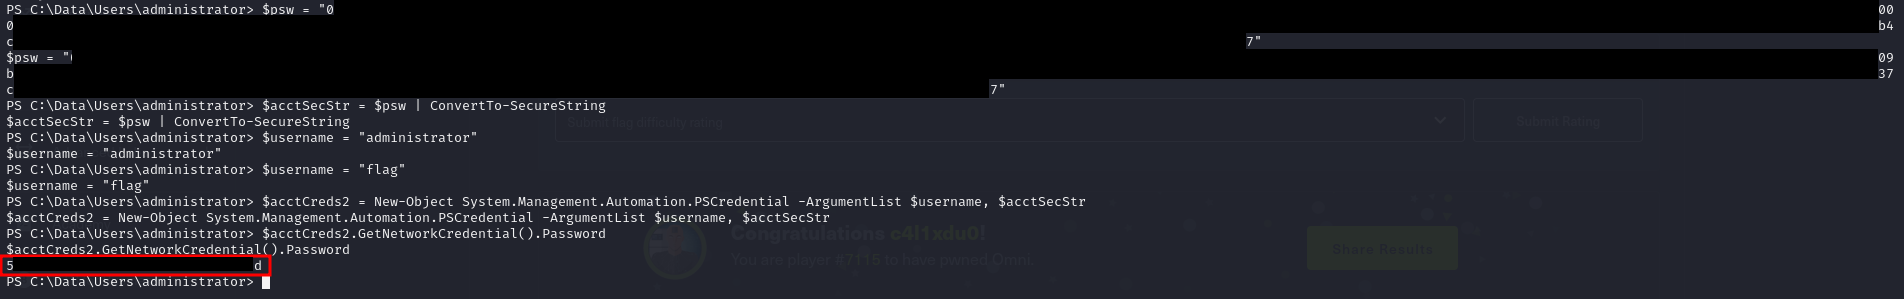 PS C:\Data\Users\administrator> $psw = "0 00
0 b4
c 7"
$psw = " 09
b 37
c 7"
PS C:\Data\Users\administrator> $acctSecStr = $psw | ConvertTo-SecureString
$acctSecStr = $psw | ConvertTo-SecureString
Submit flag difficulty rating
Submit Rating
PS C:\Data\Users\administrator> $username = "administrator"
$username = "administrator"
PS C:\Data\Users\administrator> $username = "flag"
$username = "flag"
PS C:\Data\Users\administrator> $acctCreds2 = New-Object System.Management.Automation.PSCredential -ArgumentList $username, $acctSecStr
$acctCreds2 = New-Object System.Management.Automation.PSCredential -ArgumentList $username, $acctSecStr
PS C:\Data\Users\administrator> $acctCreds2.GetNetworkCredential().Password
Congratulations c4l1xdu0!
$acctCreds2.GetNetworkCredential().Password
Share Results
You are player #7115 to have pwned Omni.
5 d
PS C:\Data\Users\administrator>